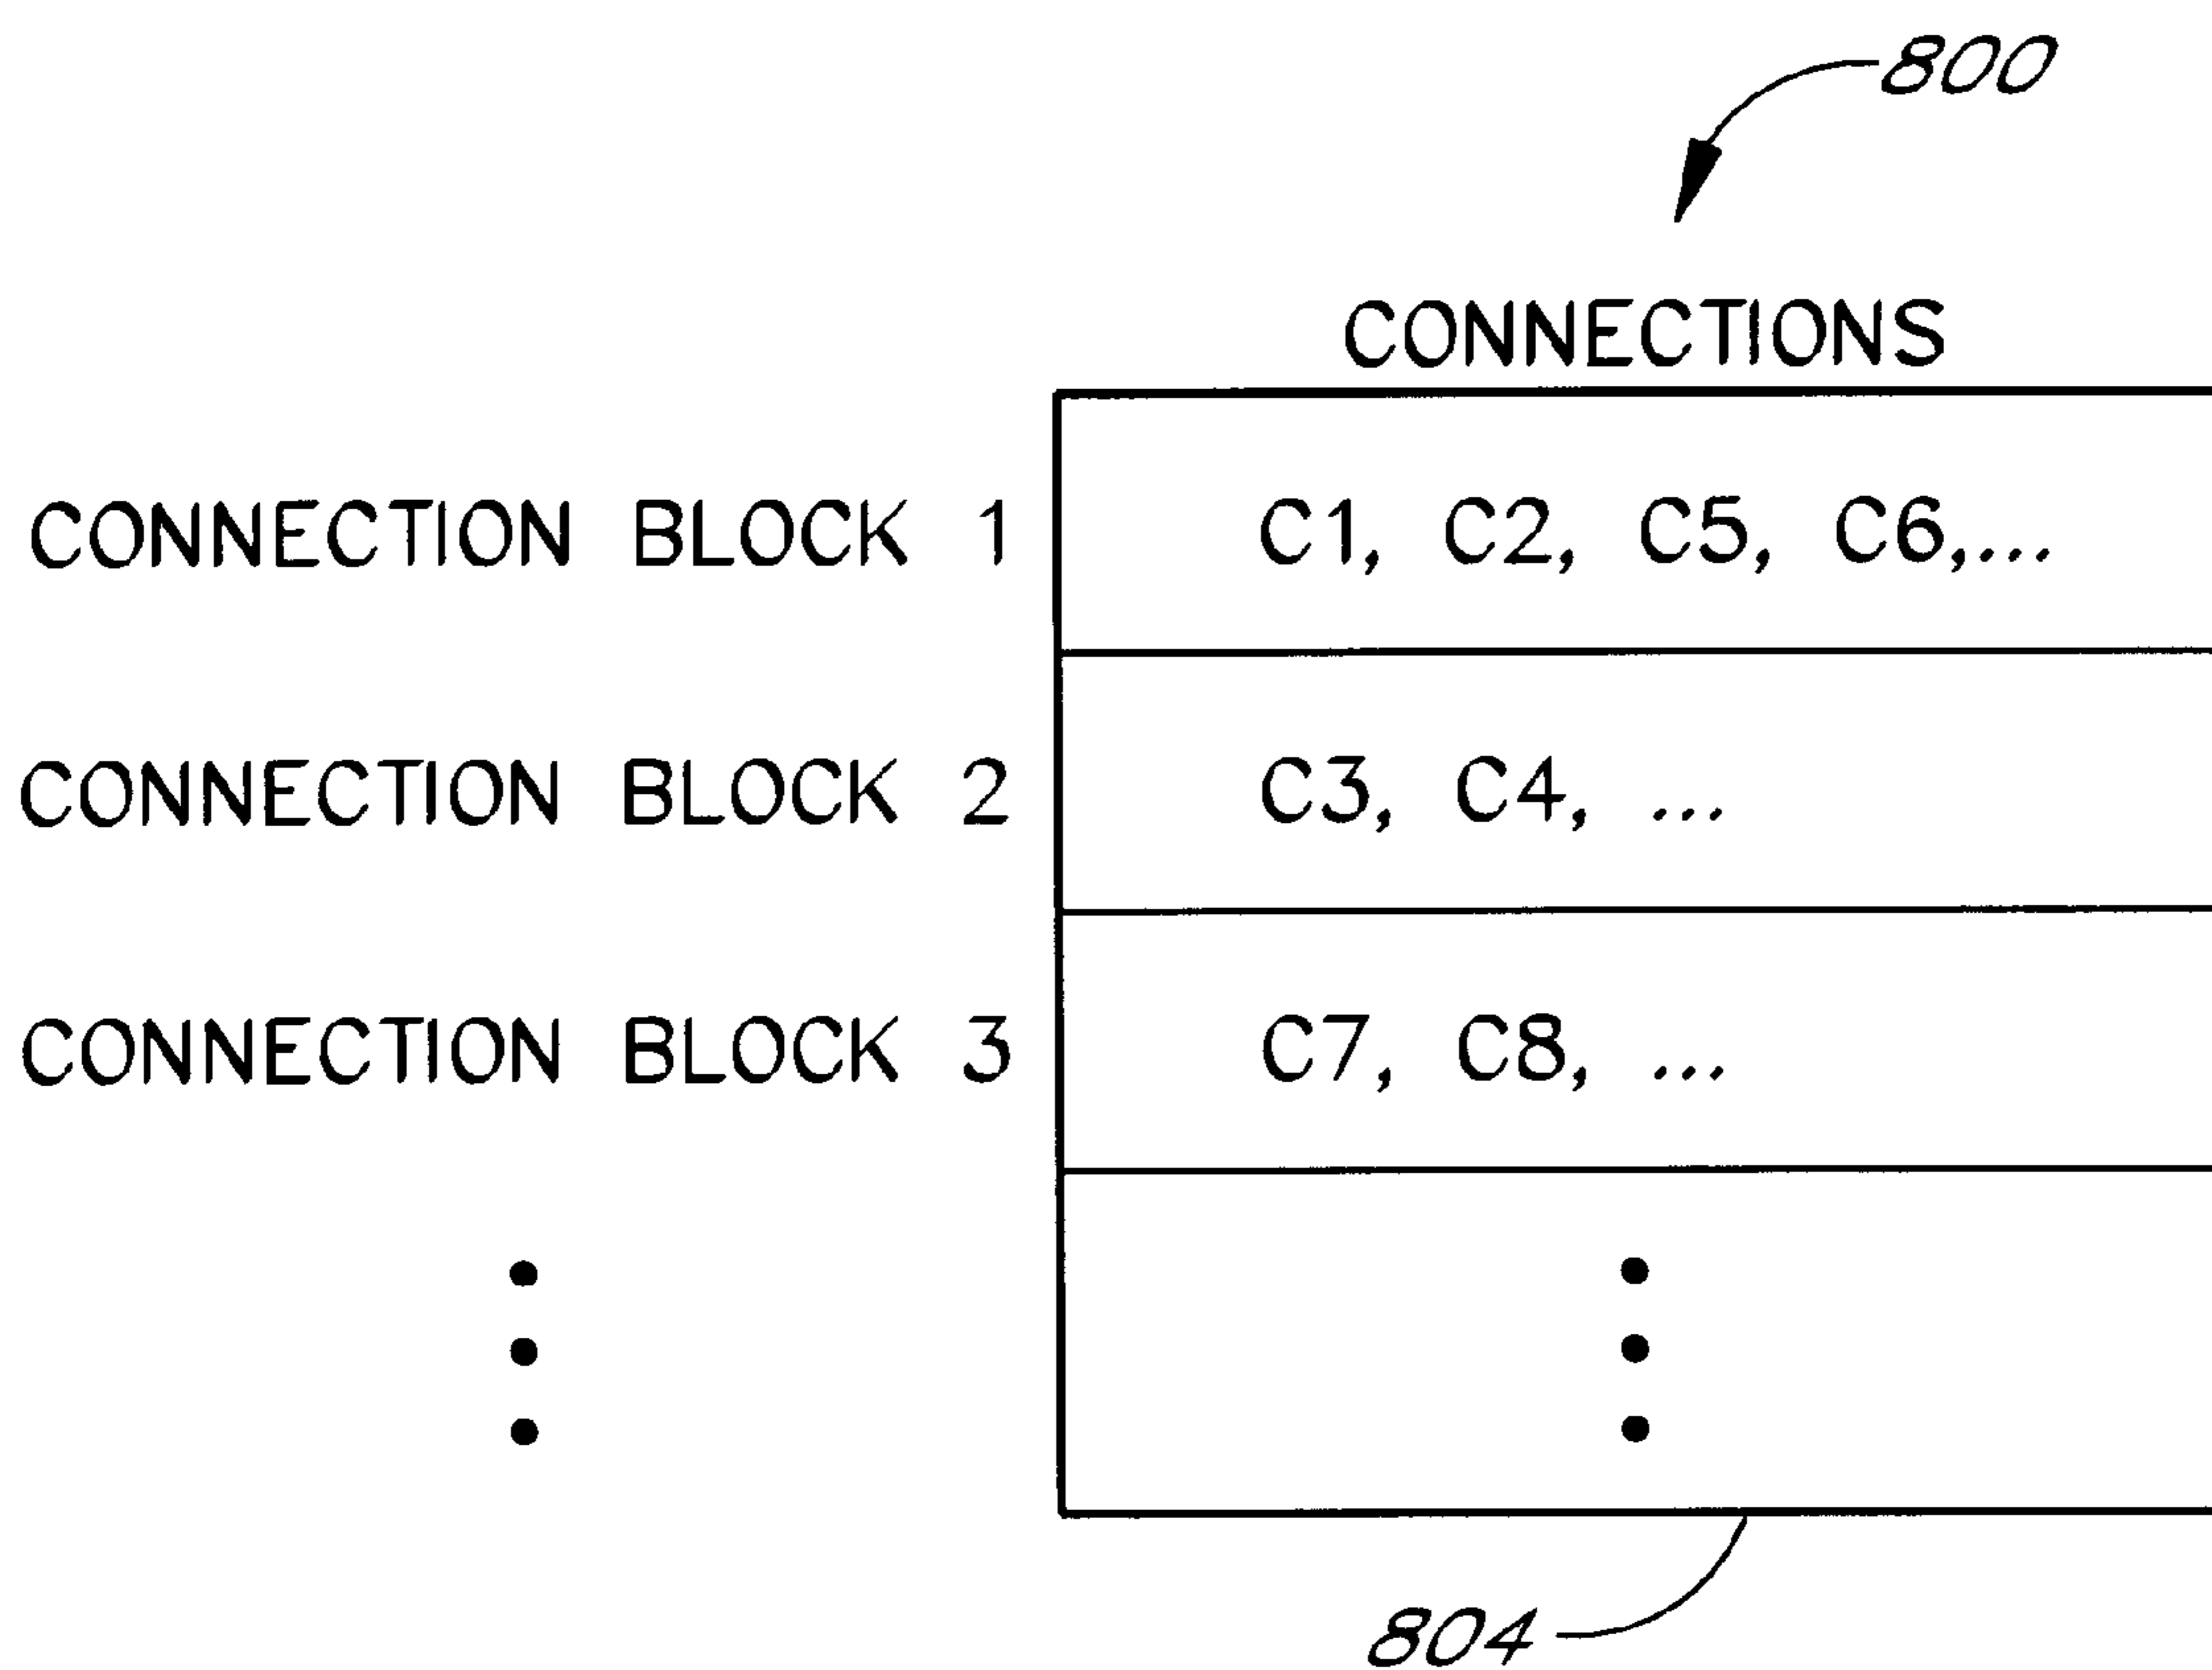 800
CONNECTIONS
CONNECTION BLOCK 1 C1, C2, C5, C6,...
CONNECTION BLOCK 2 C3, C4, ...
CONNECTION BLOCK 3 C7, C8, ...
804